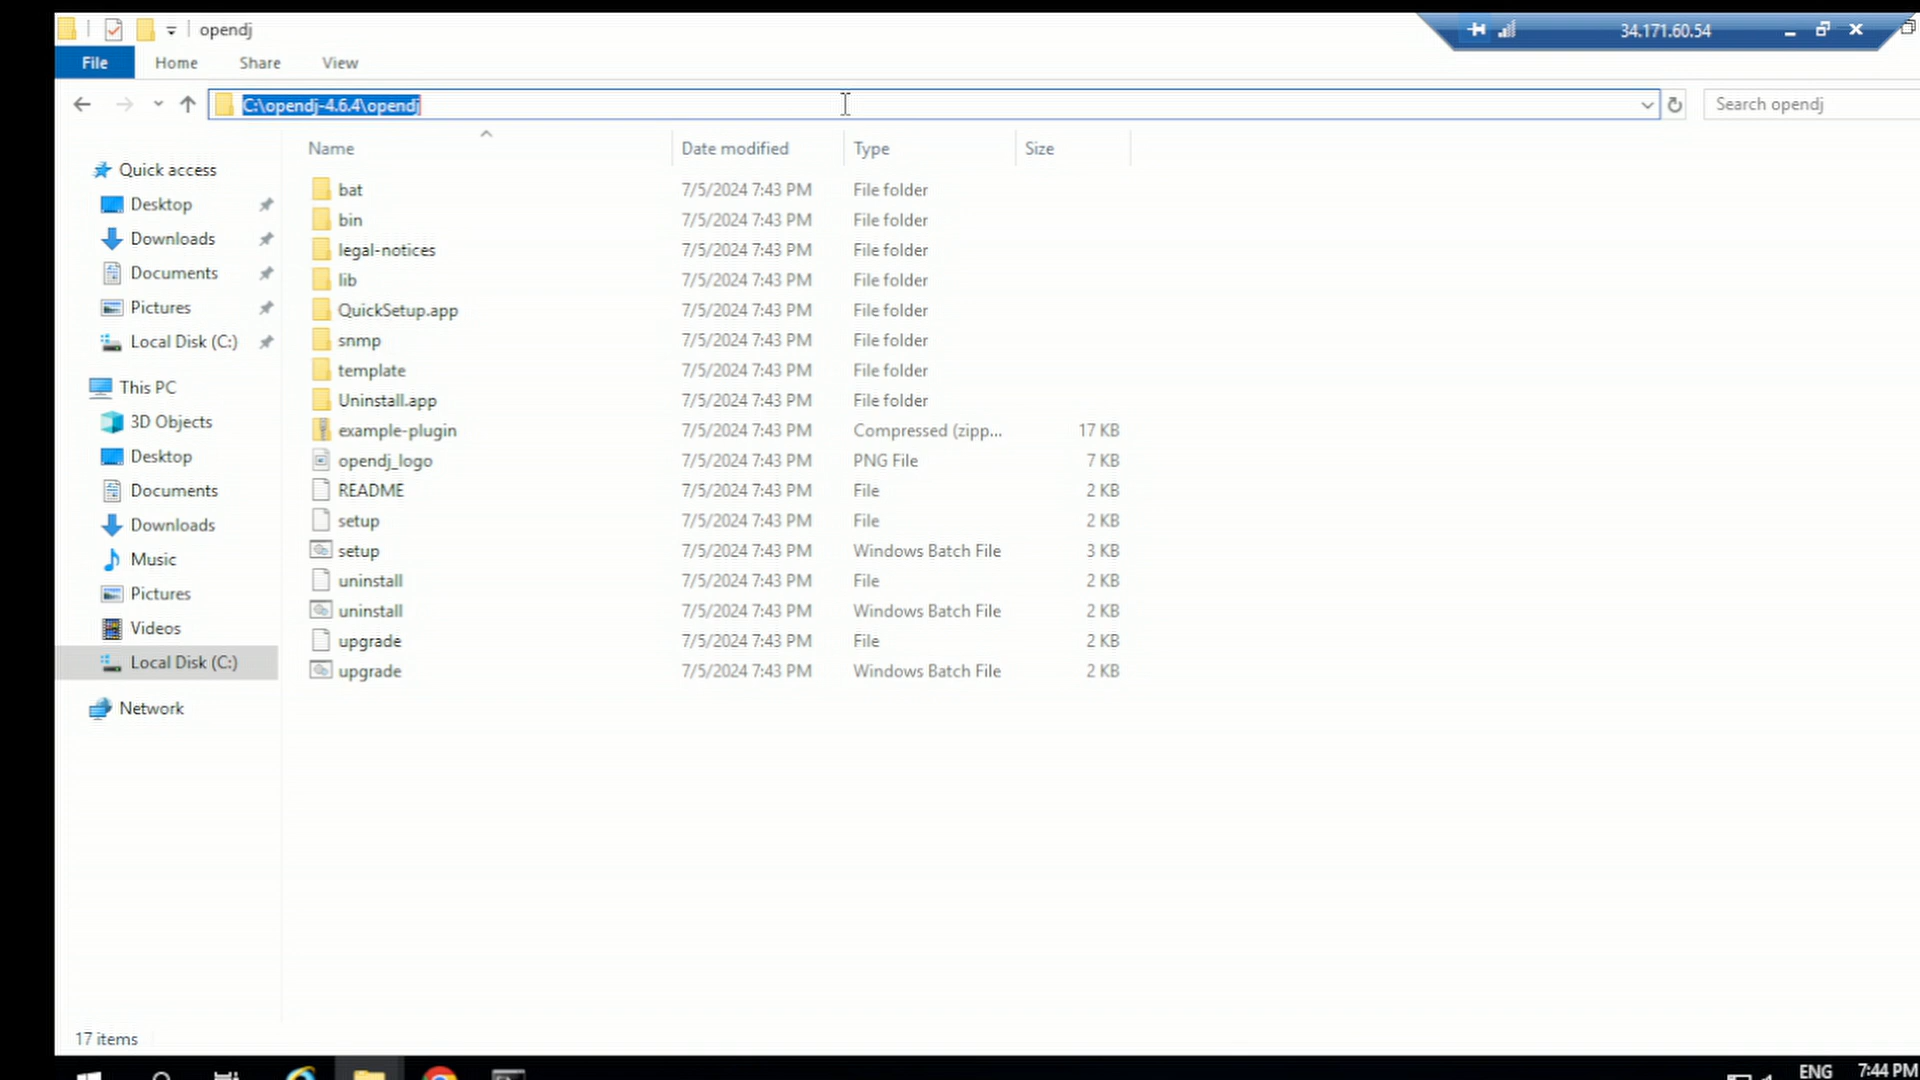 opendj
34.171.60.54
File Home Share View
C:\opendj-4.6.4\opendj
Search opendj
Name Date modified Type Size
Quick access
Desktop
Downloads
Documents
Pictures
Local Disk (C:)
This PC
3D Objects
Desktop
Documents
Downloads
Music
Pictures
Videos
Local Disk (C:)
Network
bat 7/5/2024 7:43 PM File folder
bin 7/5/2024 7:43 PM File folder
legal-notices 7/5/2024 7:43 PM File folder
lib 7/5/2024 7:43 PM File folder
QuickSetup.app 7/5/2024 7:43 PM File folder
snmp 7/5/2024 7:43 PM File folder
template 7/5/2024 7:43 PM File folder
Uninstall.app 7/5/2024 7:43 PM File folder
example-plugin 7/5/2024 7:43 PM Compressed (zipp... 17 KB
opendj_logo 7/5/2024 7:43 PM PNG File 7 KB
README 7/5/2024 7:43 PM File 2 KB
setup 7/5/2024 7:43 PM File 2 KB
setup 7/5/2024 7:43 PM Windows Batch File 3 KB
uninstall 7/5/2024 7:43 PM File 2 KB
uninstall 7/5/2024 7:43 PM Windows Batch File 2 KB
upgrade 7/5/2024 7:43 PM File 2 KB
upgrade 7/5/2024 7:43 PM Windows Batch File 2 KB
17 items
ENG 7:44 PM